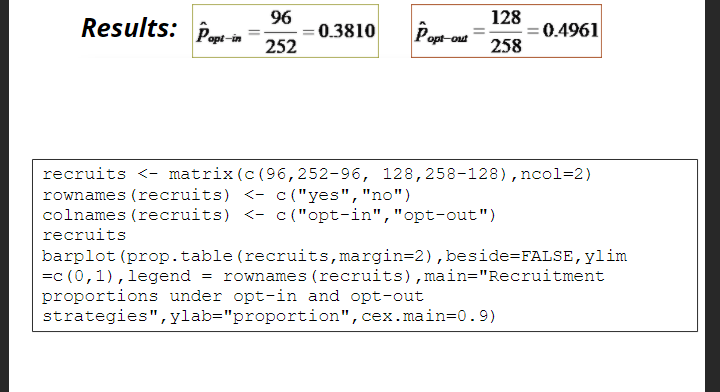 Results: p̂opt-in = 96/252 = 0.3810 p̂opt-out = 128/258 = 0.4961
recruits <- matrix(c(96,252-96, 128,258-128),ncol=2)
rownames(recruits) <- c("yes","no")
colnames(recruits) <- c("opt-in","opt-out")
recruits
barplot(prop.table(recruits,margin=2),beside=FALSE,ylim
=c(0,1),legend = rownames(recruits),main="Recruitment
proportions under opt-in and opt-out
strategies",ylab="proportion",cex.main=0.9)